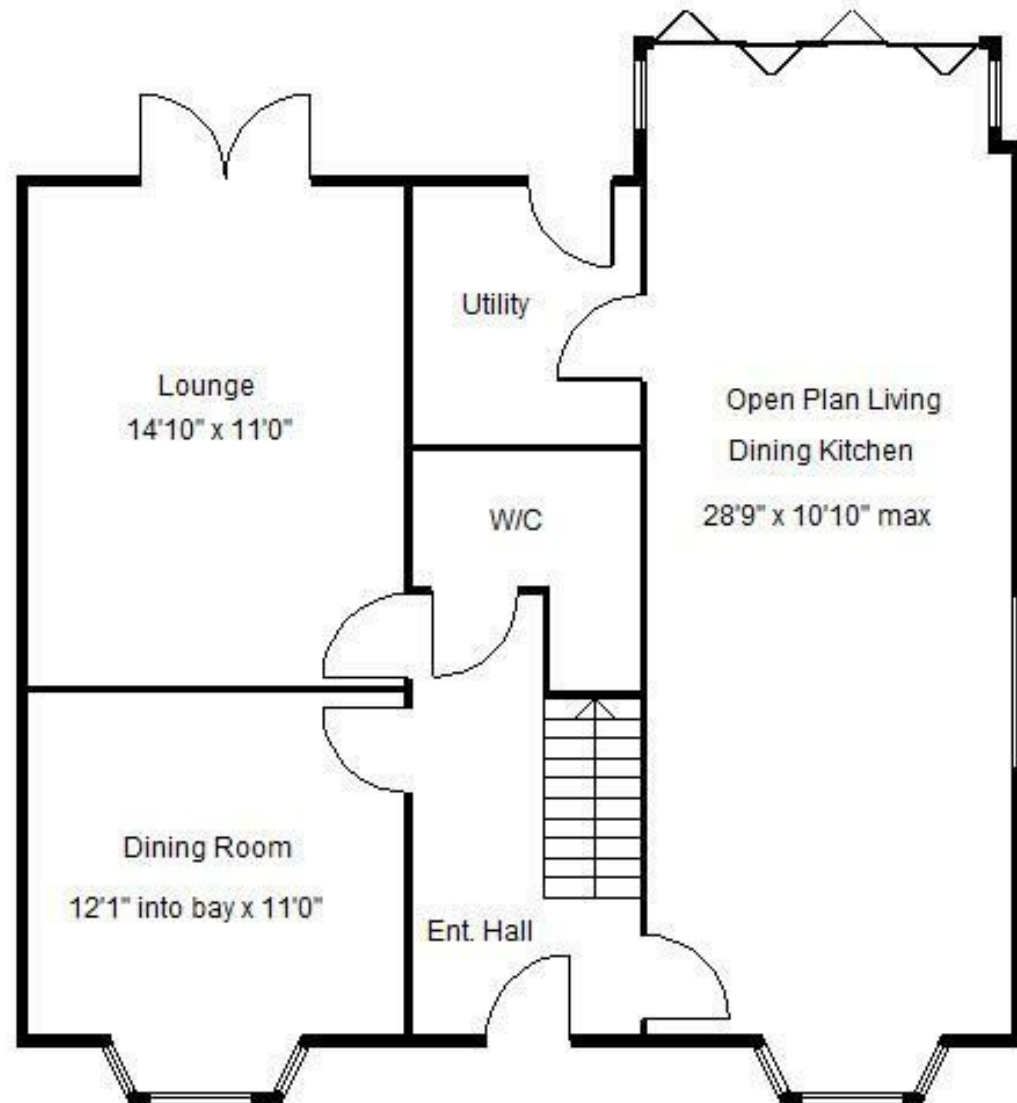 Utility
Lounge
14'10" x 11'0"
Open Plan Living
Dining Kitchen
28'9" x 10'10" max
W/C
Dining Room
12'1" into bay x 11'0"
Ent. Hall